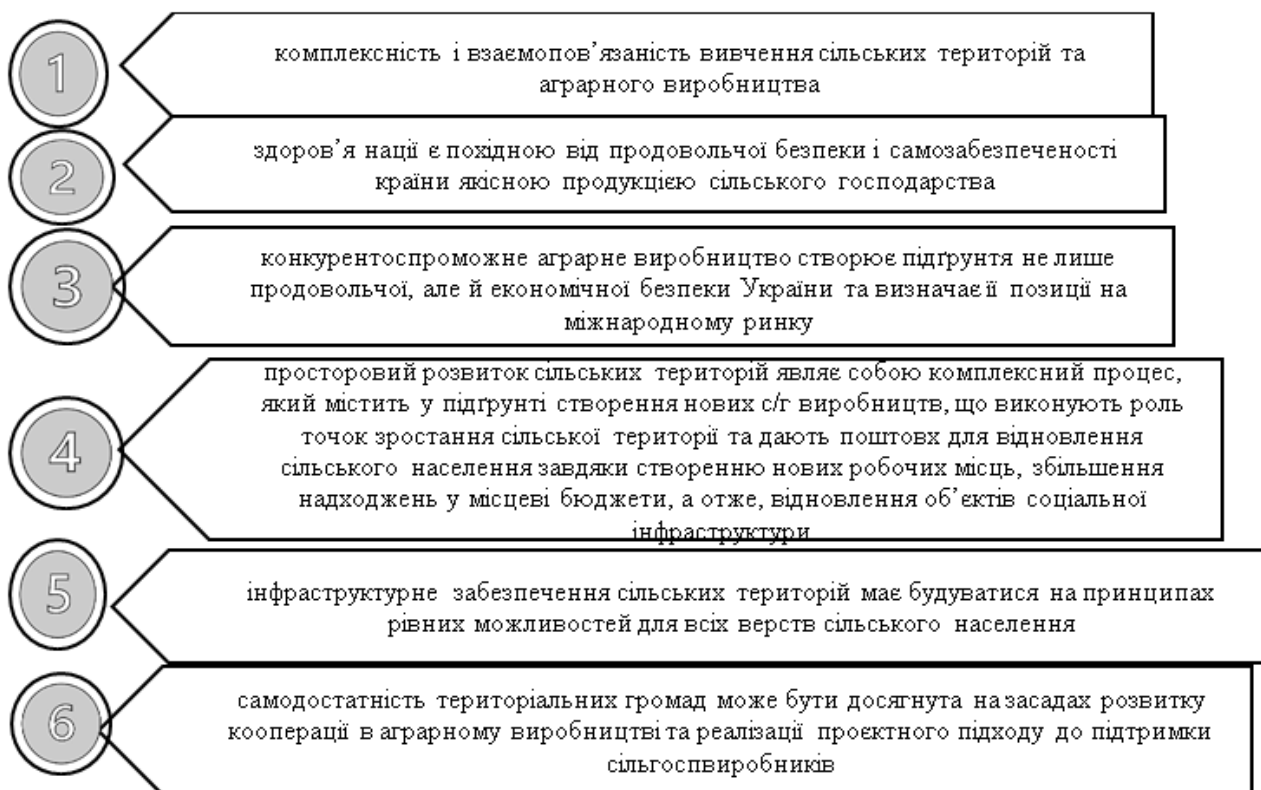 1
комплексність і взаємопов’язаність вивчення сільських територій та
аграрного виробництва
2
здоров’я нації є похідною від продовольчої безпеки і самозабезпеченості
країни якісною продукцією сільського господарства
3
конкурентоспроможне аграрне виробництво створює підґрунтя не лише
продовольчої, але й економічної безпеки України та визначає її позиції на
міжнародному ринку
4
просторовий розвиток сільських територій являє собою комплексний процес,
який містить у підґрунті створення нових с/г виробництв, що виконують роль
точок зростання сільської території та дають поштовх для відновлення
сільського населення завдяки створенню нових робочих місць, збільшення
надходжень у місцеві бюджети, а отже, відновлення об’єктів соціальної
інфраструктури
5
інфраструктурне забезпечення сільських територій має будуватися на принципах
рівних можливостей для всіх верств сільського населення
6
самодостатність територіальних громад може бути досягнута на засадах розвитку
кооперації в аграрному виробництві та реалізації проєктного підходу до підтримки
сільгоспвиробників